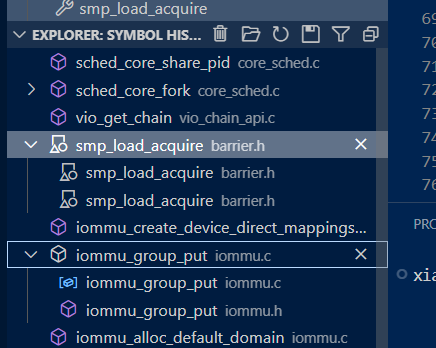 smp_load_acquire
EXPLORER: SYMBOL HIS...
sched_core_share_pid core_sched.c
sched_core_fork core_sched.c
vio_get_chain vio_chain_api.c
smp_load_acquire barrier.h
smp_load_acquire barrier.h
smp_load_acquire barrier.h
iommu_create_device_direct_mappings...
iommu_group_put iommu.c
iommu_group_put iommu.c
iommu_group_put iommu.h
iommu_alloc_default_domain iommu.c
69
70
71
72
73
74
75
76
PRO
xia